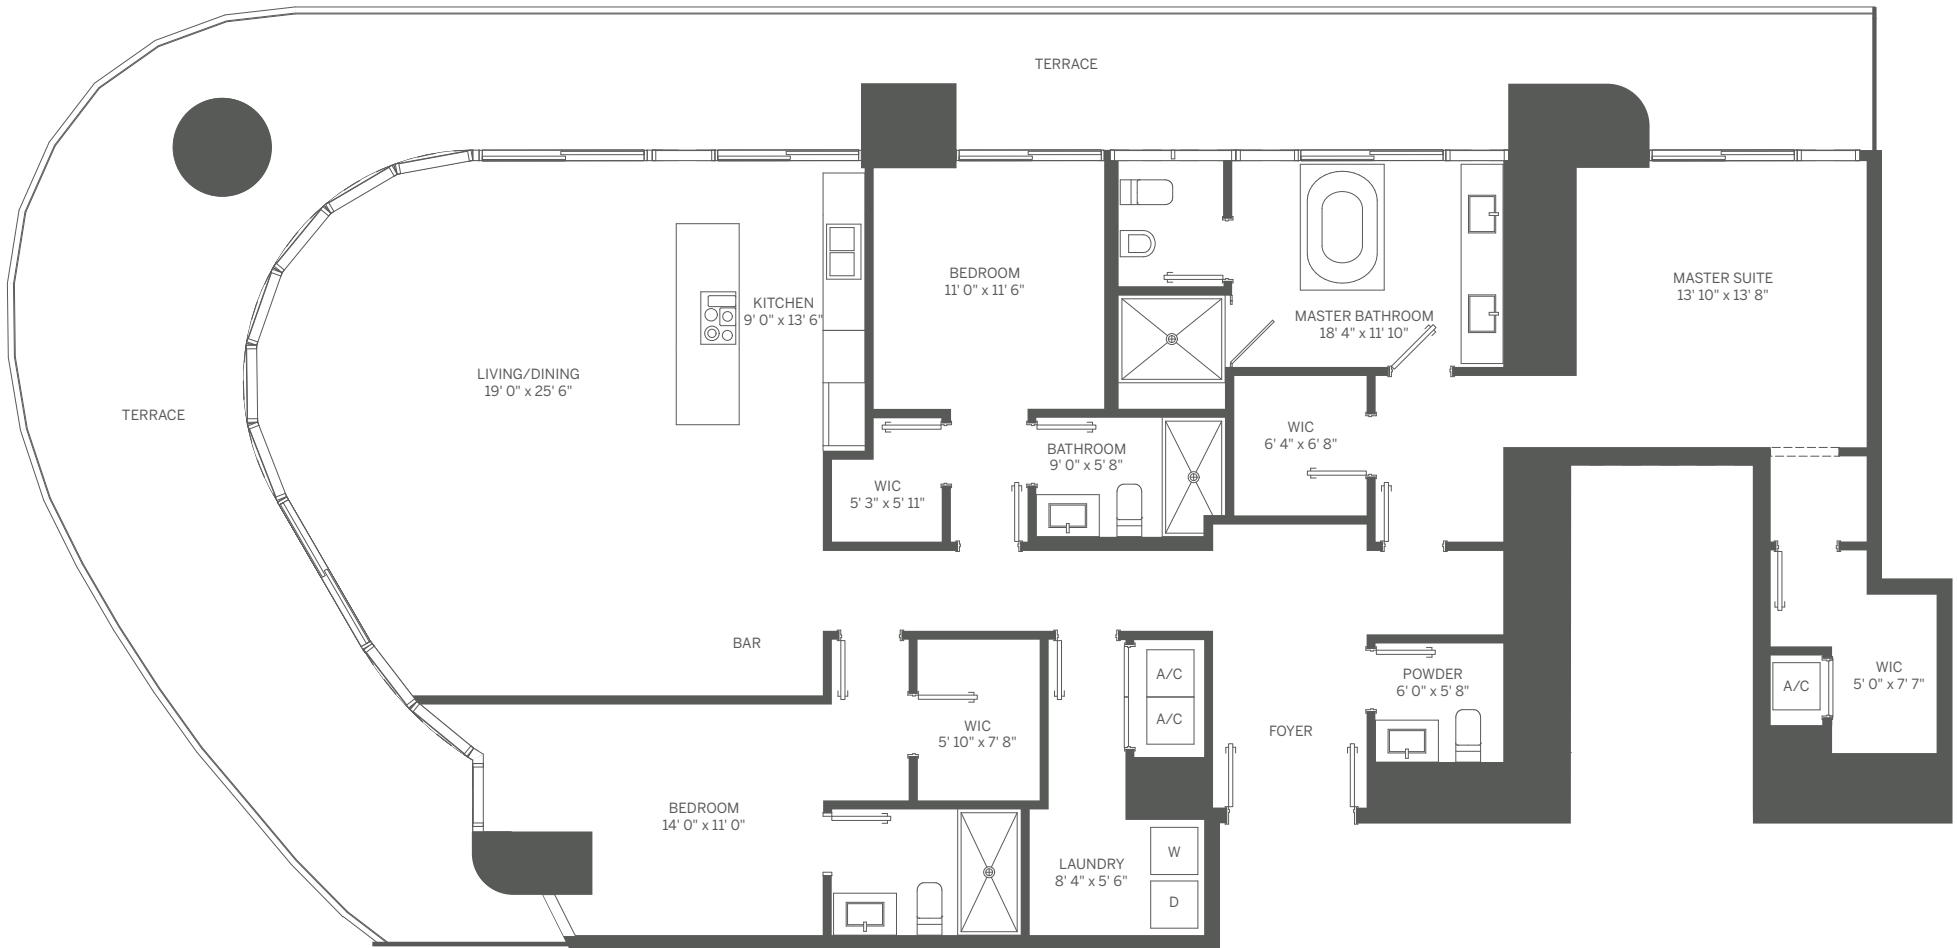 TERRACE
BEDROOM
11' 0" x 11' 6"
MASTER SUITE
13' 10" x 13' 8"
KITCHEN
9' 0" x 13' 6"
MASTER BATHROOM
18' 4" x 11' 10"
LIVING/DINING
19' 0" x 25' 6"
TERRACE
WIC
6' 4" x 6' 8"
BATHROOM
9' 0" x 5' 8"
WIC
5' 3" x 5' 11"
BAR
A/C
A/C
POWDER
6' 0" x 5' 8"
WIC
5' 0" x 7' 7"
A/C
WIC
5' 10" x 7' 8"
FOYER
BEDROOM
14' 0" x 11' 0"
LAUNDRY
8' 4" x 5' 6"
W
D